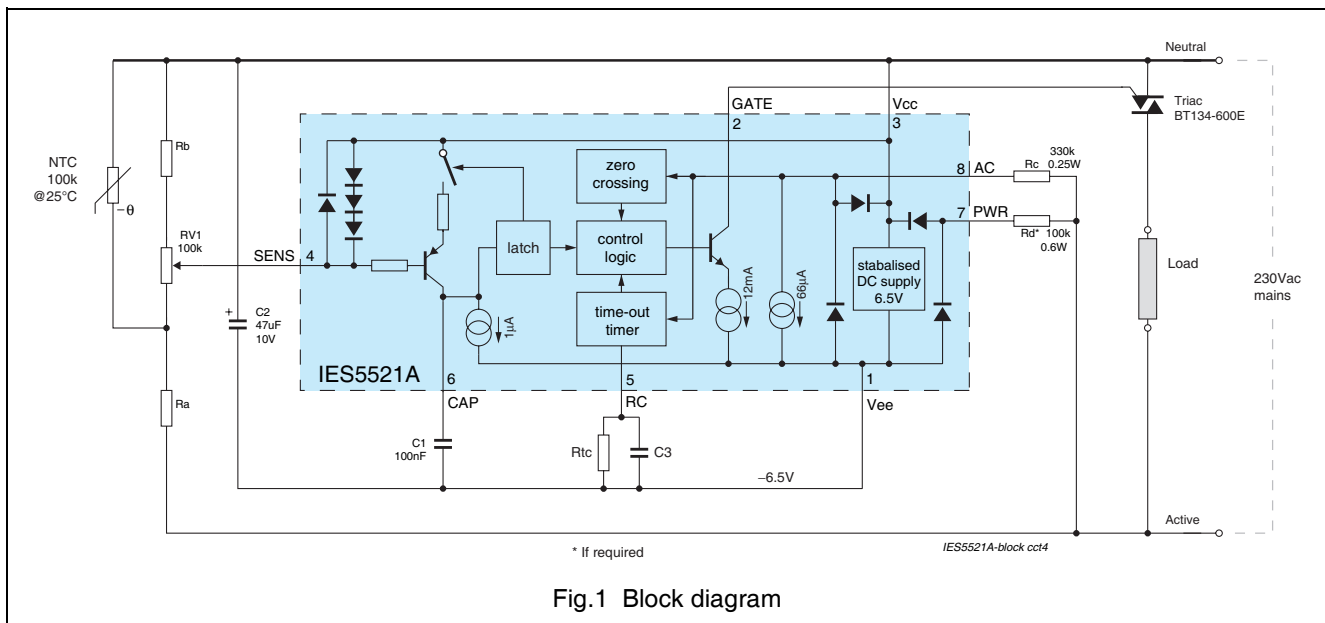 Neutral
GATE
Vcc
Triac
BT134-600E
2
3
Rb
NTC
100k
@25°C
-θ
zero
crossing
8 AC
Rc
330k
0.25W
7 PWR
Rd* 100k
0.6W
RV1
100k
SENS 4
latch
control
logic
12mA
66µA
stabalised
DC supply
6.5V
Load
230Vac
mains
+
C2
47uF
10V
1µA
time-out
timer
IES5521A
6
CAP
5
RC
1
Vee
Ra
C1
100nF
Rtc
C3
–6.5V
Active
* If required
IES5521A-block cct4
Fig.1 Block diagram